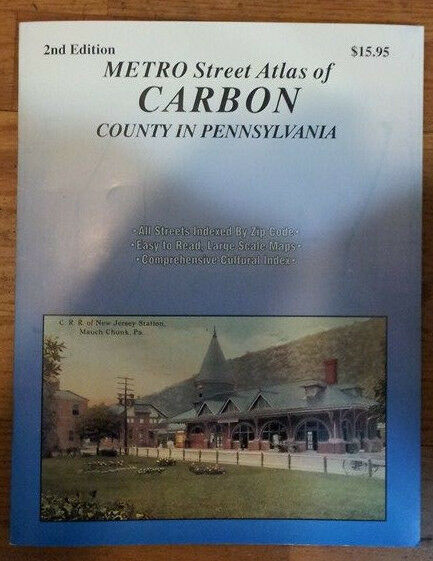 2nd Edition
$15.95
METRO Street Atlas of
CARBON
COUNTY IN PENNSYLVANIA
•All Streets Indexed By Zip Code•
•Easy to Read, Large Scale Maps•
•Comprehensive Cultural Index•
C. R. R. of New Jersey Station,
Mauch Chunk, Pa.